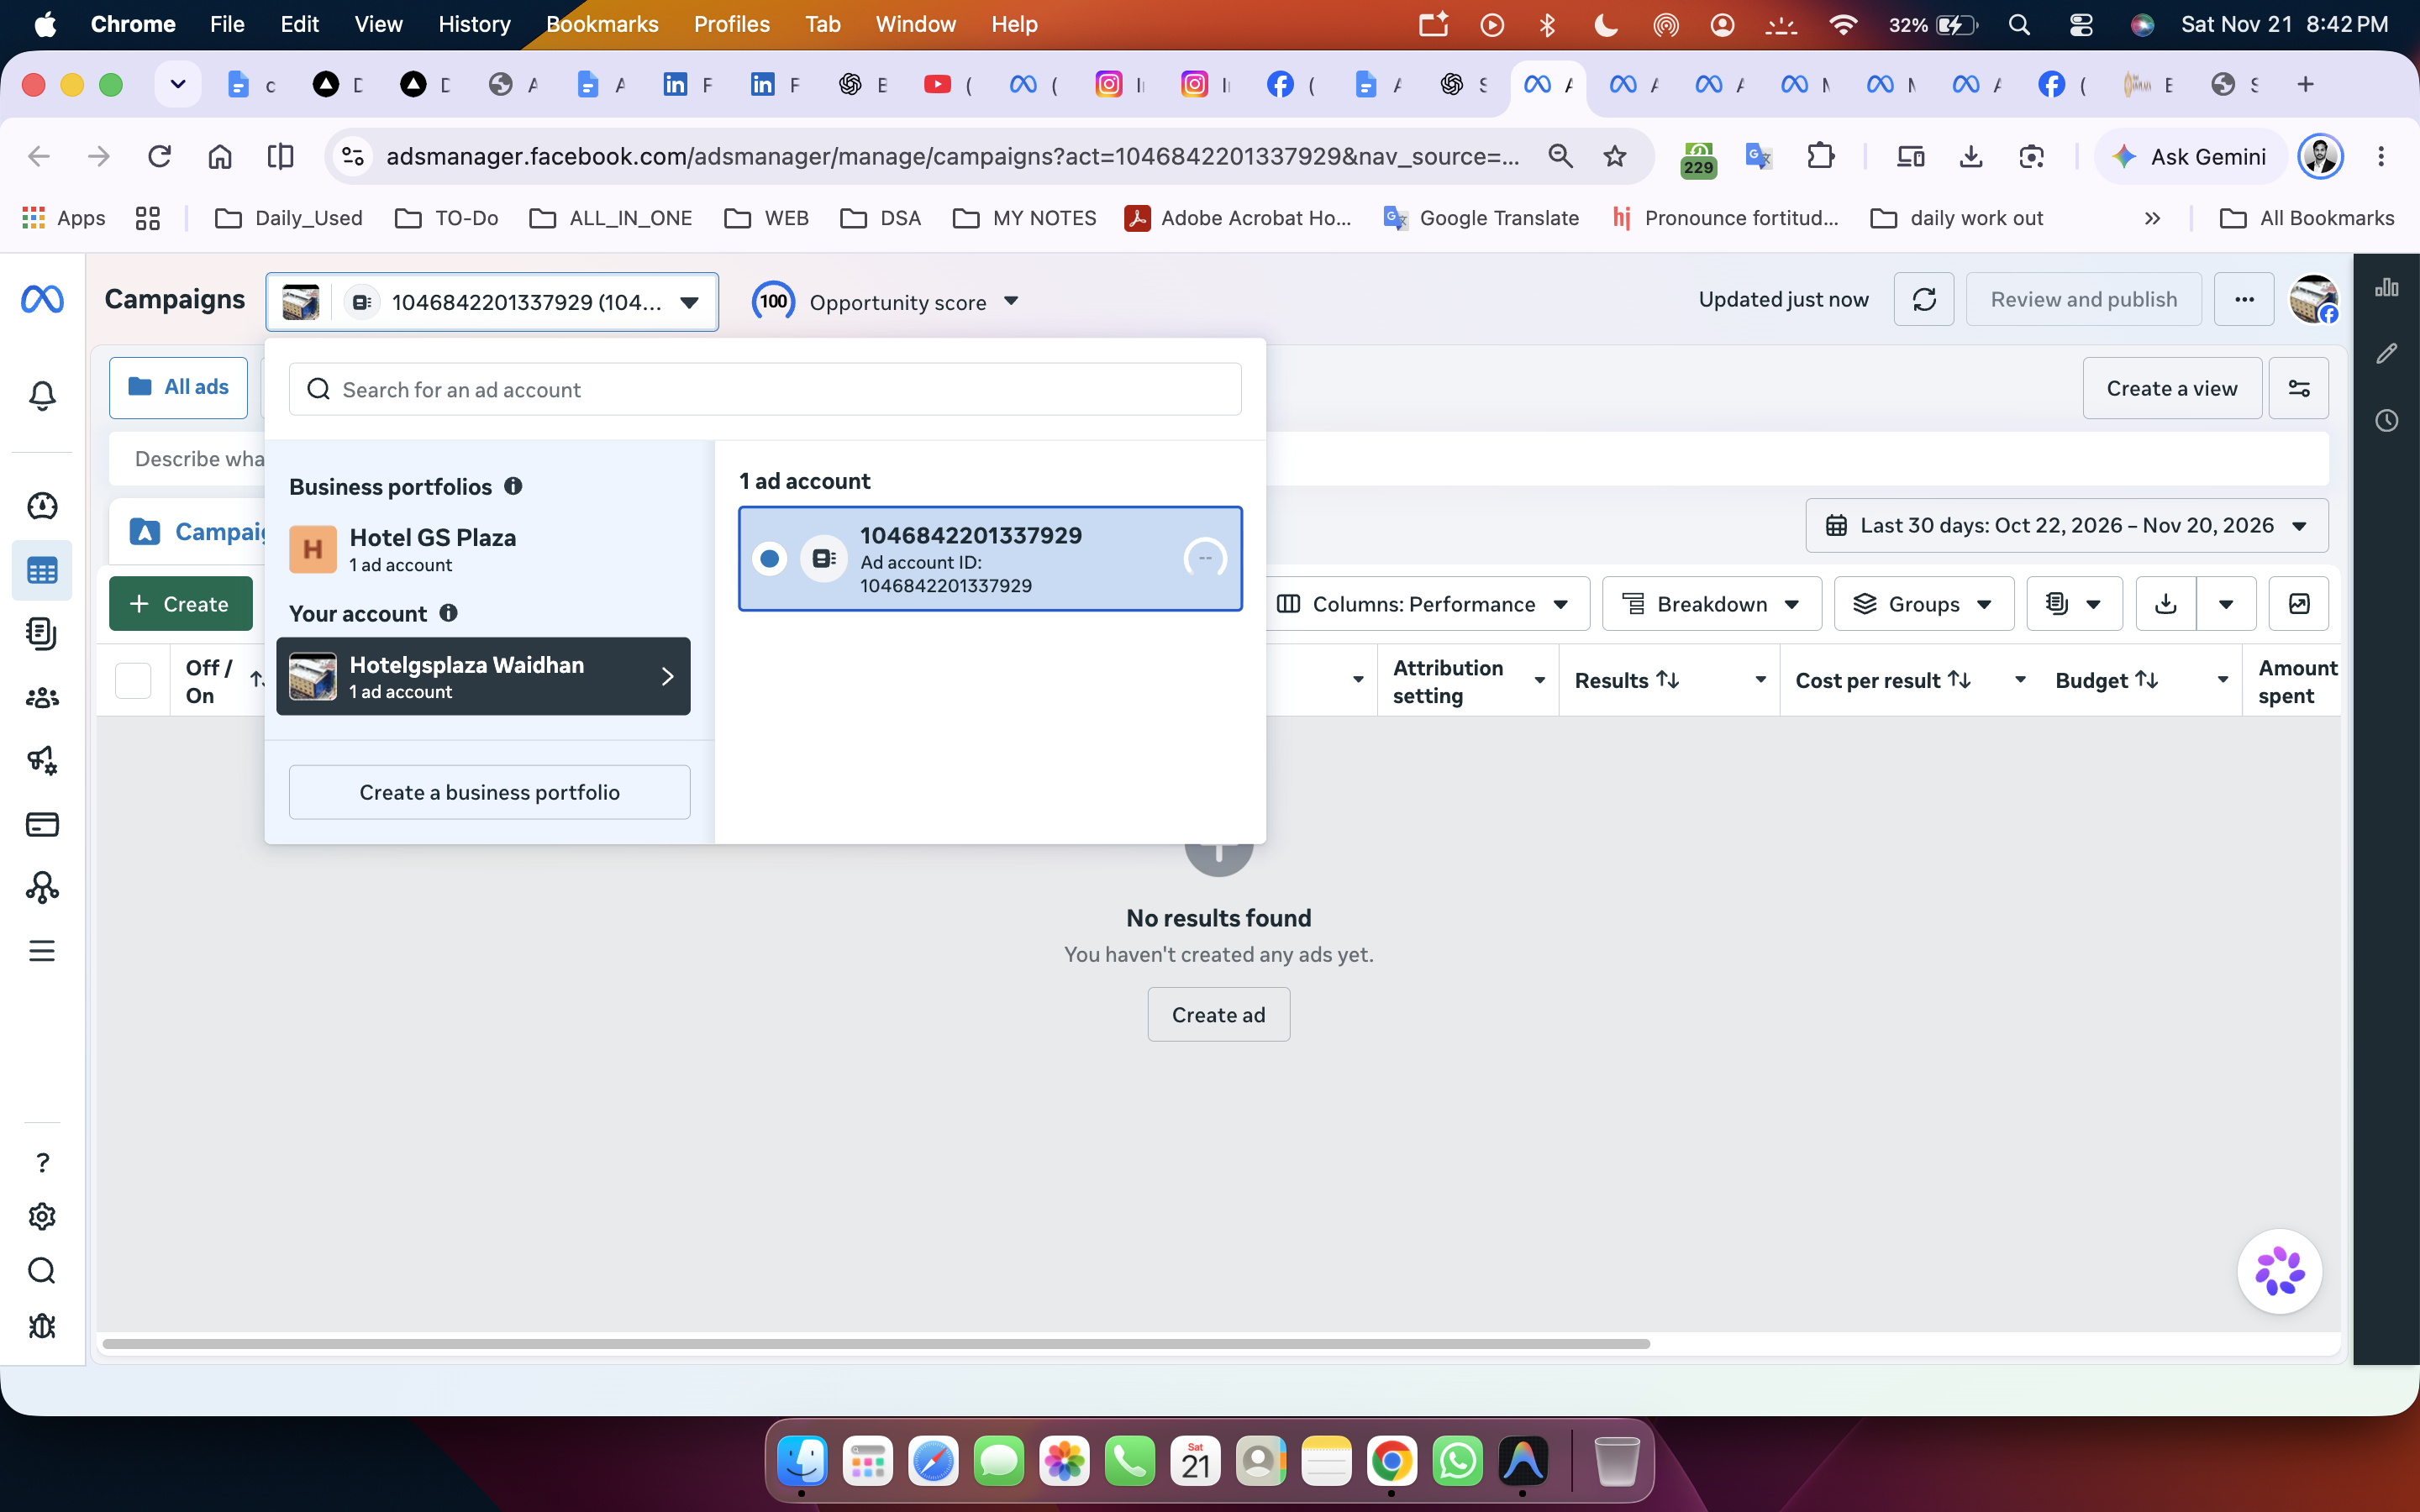 Chrome File Edit View History Bookmarks Profiles Tab Window Help 32% Sat Nov 21 8:42 PM
adsmanager.facebook.com/adsmanager/manage/campaigns?act=1046842201337929&nav_source=... 229 Ask Gemini
Apps Daily_Used TO-Do ALL_IN_ONE WEB DSA MY NOTES Adobe Acrobat Ho... Google Translate Pronounce fortitud... daily work out All Bookmarks
Campaigns 1046842201337929 (104... 100 Opportunity score Updated just now Review and publish
All ads Search for an ad account Create a view
Describe wha
Business portfolios 1 ad account
Campaig Last 30 days: Oct 22, 2026 – Nov 20, 2026
H Hotel GS Plaza
1 ad account
1046842201337929
Ad account ID:
1046842201337929
--
Create Columns: Performance Breakdown Groups
Your account
Off / On
Hotelgsplaza Waidhan
1 ad account
Attribution setting Results Cost per result Budget Amount spent
Create a business portfolio
No results found
You haven't created any ads yet.
Create ad
Sat
21